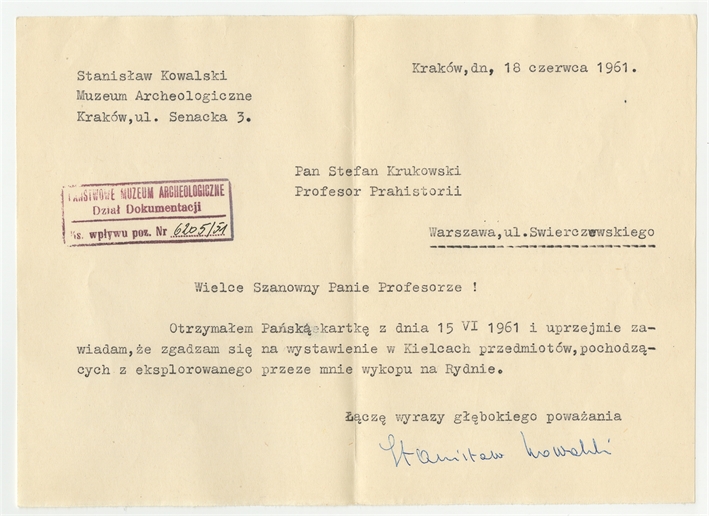 Stanisław Kowalski
Muzeum Archeologiczne
Kraków,ul. Senacka 3.
Kraków,dn, 18 czerwca 1961.
Pan Stefan Krukowski
Profesor Prahistorii
PAŃSTWOWE MUZEUM ARCHEOLOGICZNE
Dział Dokumentacji
Ks. wpływu poz. Nr 6205/51
Warszawa,ul.Swierczewskiego
Wielce Szanowny Panie Profesorze !
Otrzymałem Pańską kartkę z dnia 15 VI 1961 i uprzejmie za-
wiadam,że zgadzam się na wystawienie w Kielcach przedmiotów,pochodzą-
cych z eksplorowanego przeze mnie wykopu na Rydnie.
Łączę wyrazy głębokiego poważania
Stanisław Kowalski